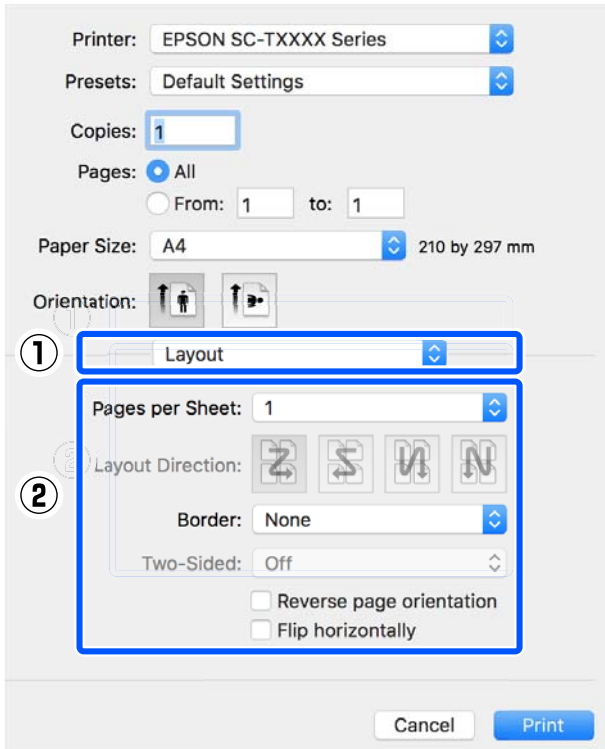 Printer: EPSON SC-TXXXX Series
Presets: Default Settings
Copies: 1
Pages: All
From: 1 to: 1
Paper Size: A4 210 by 297 mm
Orientation:
① Layout
Pages per Sheet: 1
② Layout Direction:
Border: None
Two-Sided: Off
Reverse page orientation
Flip horizontally
Cancel Print